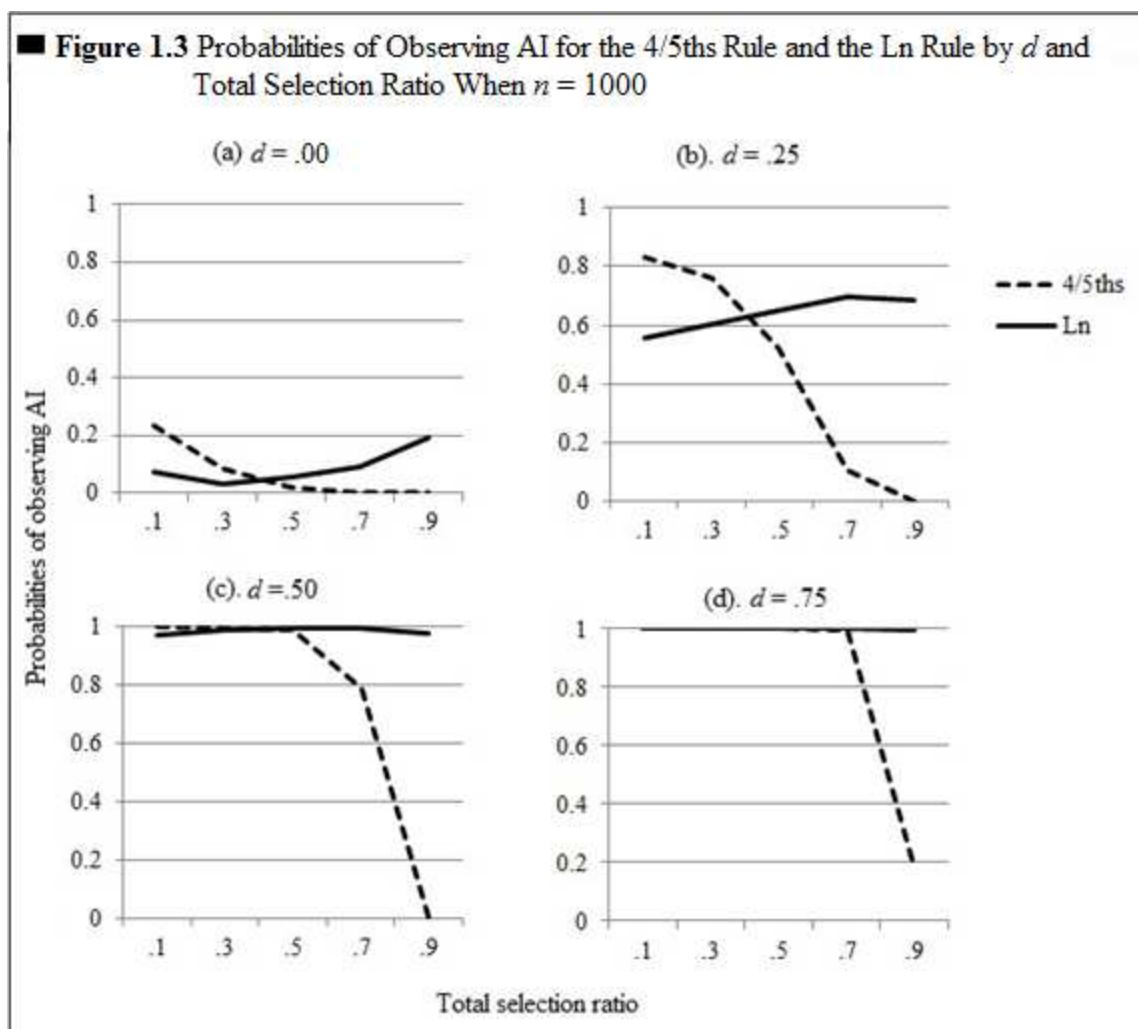 ■ Figure 1.3 Probabilities of Observing AI for the 4/5ths Rule and the Ln Rule by d and
Total Selection Ratio When n = 1000
(a) d = .00
1
0.8
0.6
0.4
0.2
0
.1 .3 .5 .7 .9
(b). d = .25
1
0.8
0.6
0.4
0.2
0
.1 .3 .5 .7 .9
4/5ths
Ln
Probabilities of observing AI
(c). d =.50
1
0.8
0.6
0.4
0.2
0
.1 .3 .5 .7 .9
(d). d = .75
1
0.8
0.6
0.4
0.2
0
.1 .3 .5 .7 .9
Total selection ratio